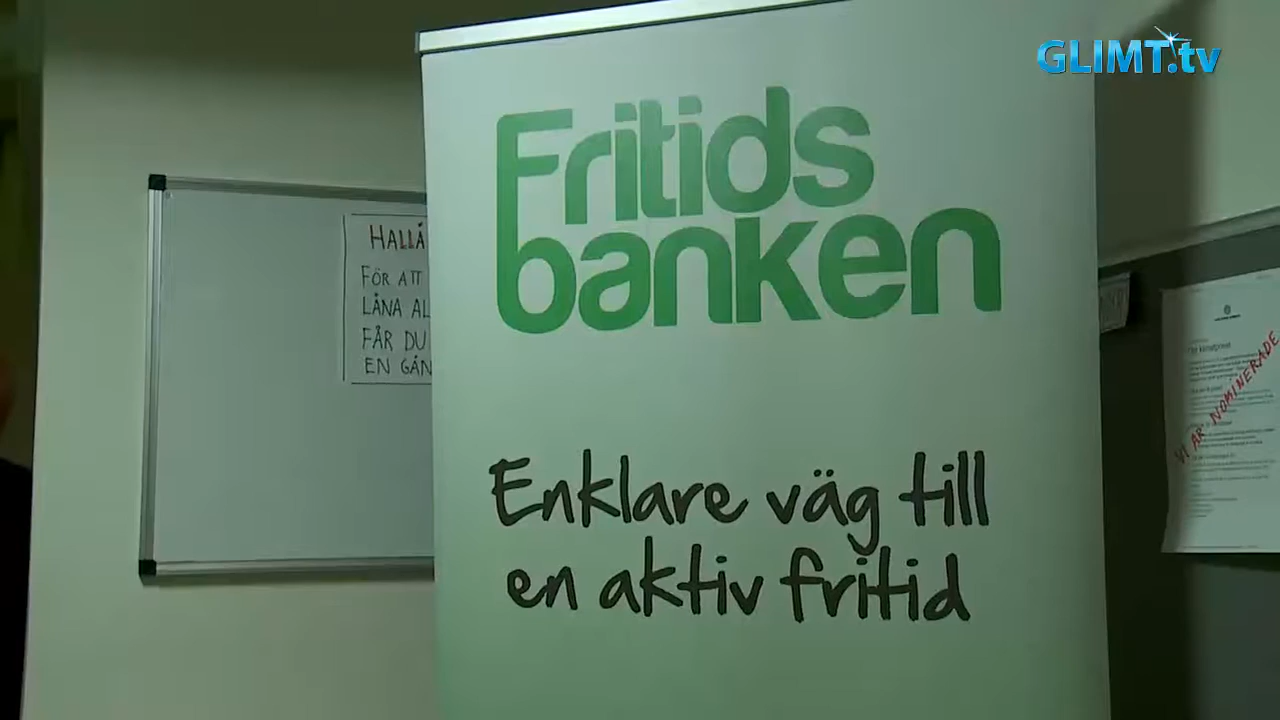 GLIMT.tv
Fritids
banken
Enklare väg till
en aktiv fritid
HALLÅ
FÖR ATT
LÅNA AL
FÅR DU
EN GÅN
VI ÄR NOMINERADE